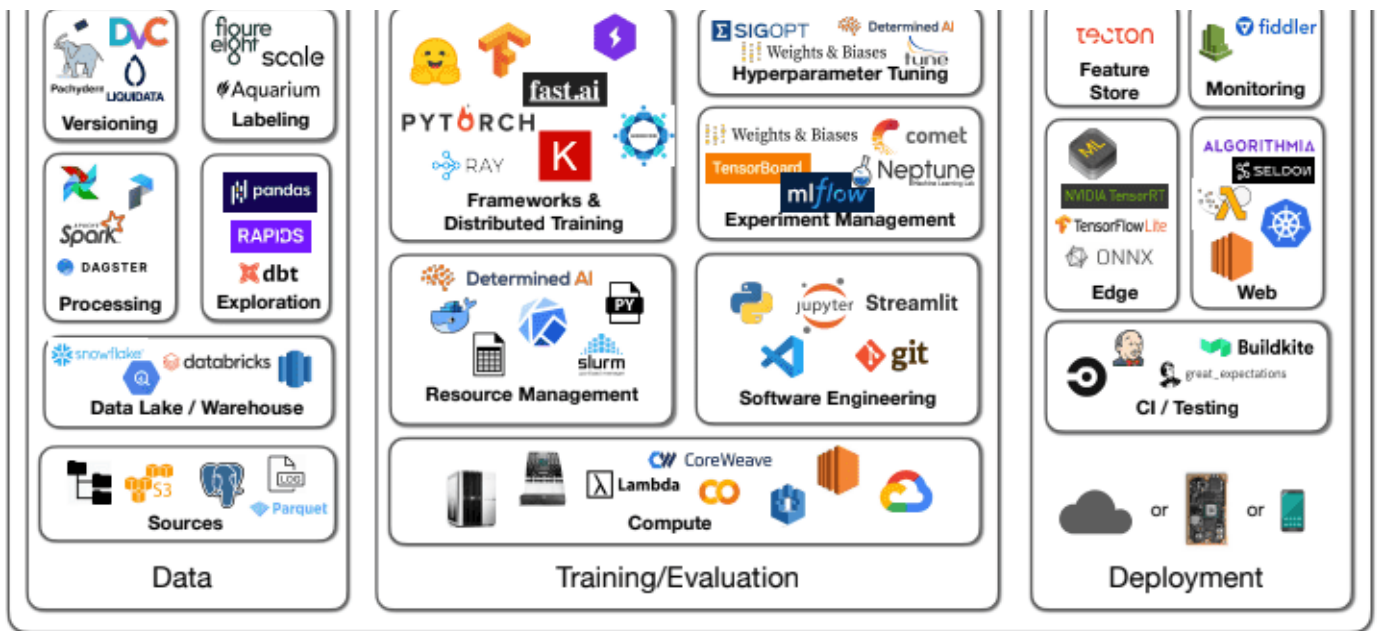 DVC
Pachyderm
LIQUIDATA
Versioning
figure
eight
scale
Aquarium
Labeling
APACHE
Spark
DAGSTER
Processing
pandas
RAPIDS
dbt
Exploration
snowflake
databricks
Data Lake / Warehouse
S3
LOG
Parquet
Sources
Data
fast.ai
PYTORCH
RAY
K
Frameworks &
Distributed Training
SIGOPT
Determined AI
Weights & Biases
tune
Hyperparameter Tuning
Weights & Biases
comet
TensorBoard
Neptune
Machine Learning Lab
mlflow
Experiment Management
Determined AI
PY
slurm
Resource Management
jupyter
Streamlit
git
Software Engineering
CoreWeave
λ Lambda
Compute
Training/Evaluation
TECTON
Feature
Store
fiddler
Monitoring
ML
NVIDIA TensorRT
TensorFlow Lite
ONNX
Edge
ALGORITHMIA
SELDON
Web
Buildkite
great_expectations
CI / Testing
or
or
Deployment